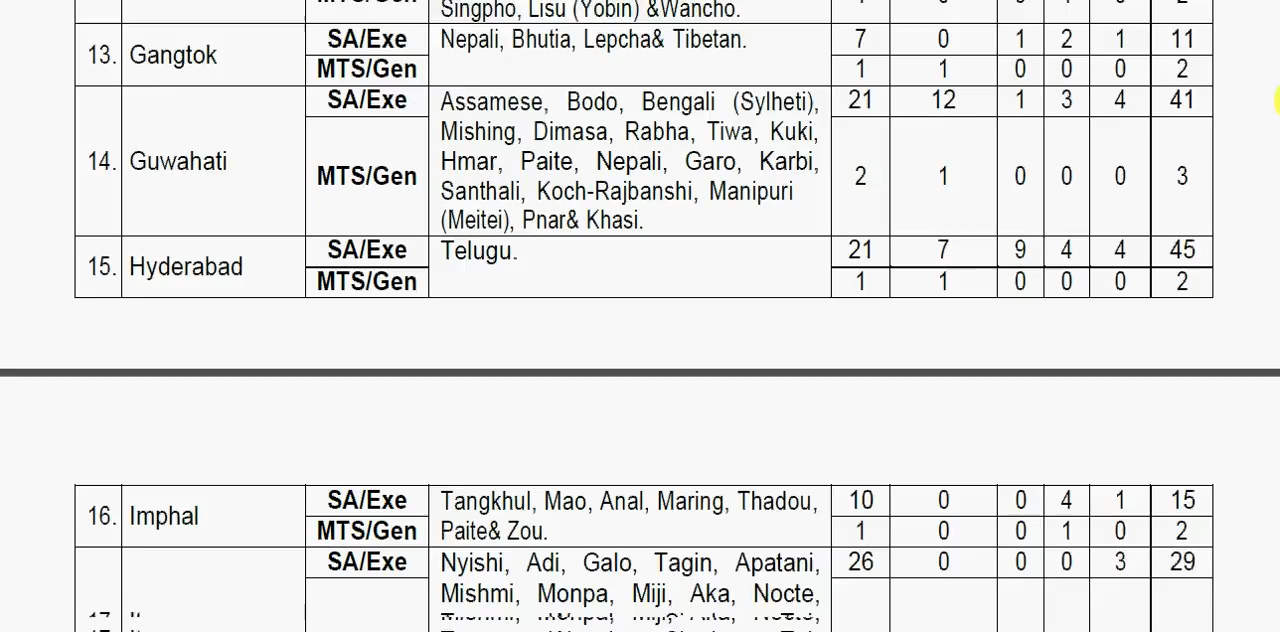 Singpho, Lisu (Yobin) &Wancho.
13. Gangtok SA/Exe Nepali, Bhutia, Lepcha& Tibetan. 7 0 1 2 1 11
MTS/Gen 1 1 0 0 0 2
14. Guwahati SA/Exe Assamese, Bodo, Bengali (Sylheti), 21 12 1 3 4 41
Mishing, Dimasa, Rabha, Tiwa, Kuki,
Hmar, Paite, Nepali, Garo, Karbi,
MTS/Gen 2 1 0 0 0 3
Santhali, Koch-Rajbanshi, Manipuri
(Meitei), Pnar& Khasi.
15. Hyderabad SA/Exe Telugu. 21 7 9 4 4 45
MTS/Gen 1 1 0 0 0 2
16. Imphal SA/Exe Tangkhul, Mao, Anal, Maring, Thadou, 10 0 0 4 1 15
MTS/Gen Paite& Zou. 1 0 0 1 0 2
SA/Exe Nyishi, Adi, Galo, Tagin, Apatani, 26 0 0 0 3 29
Mishmi, Monpa, Miji, Aka, Nocte,